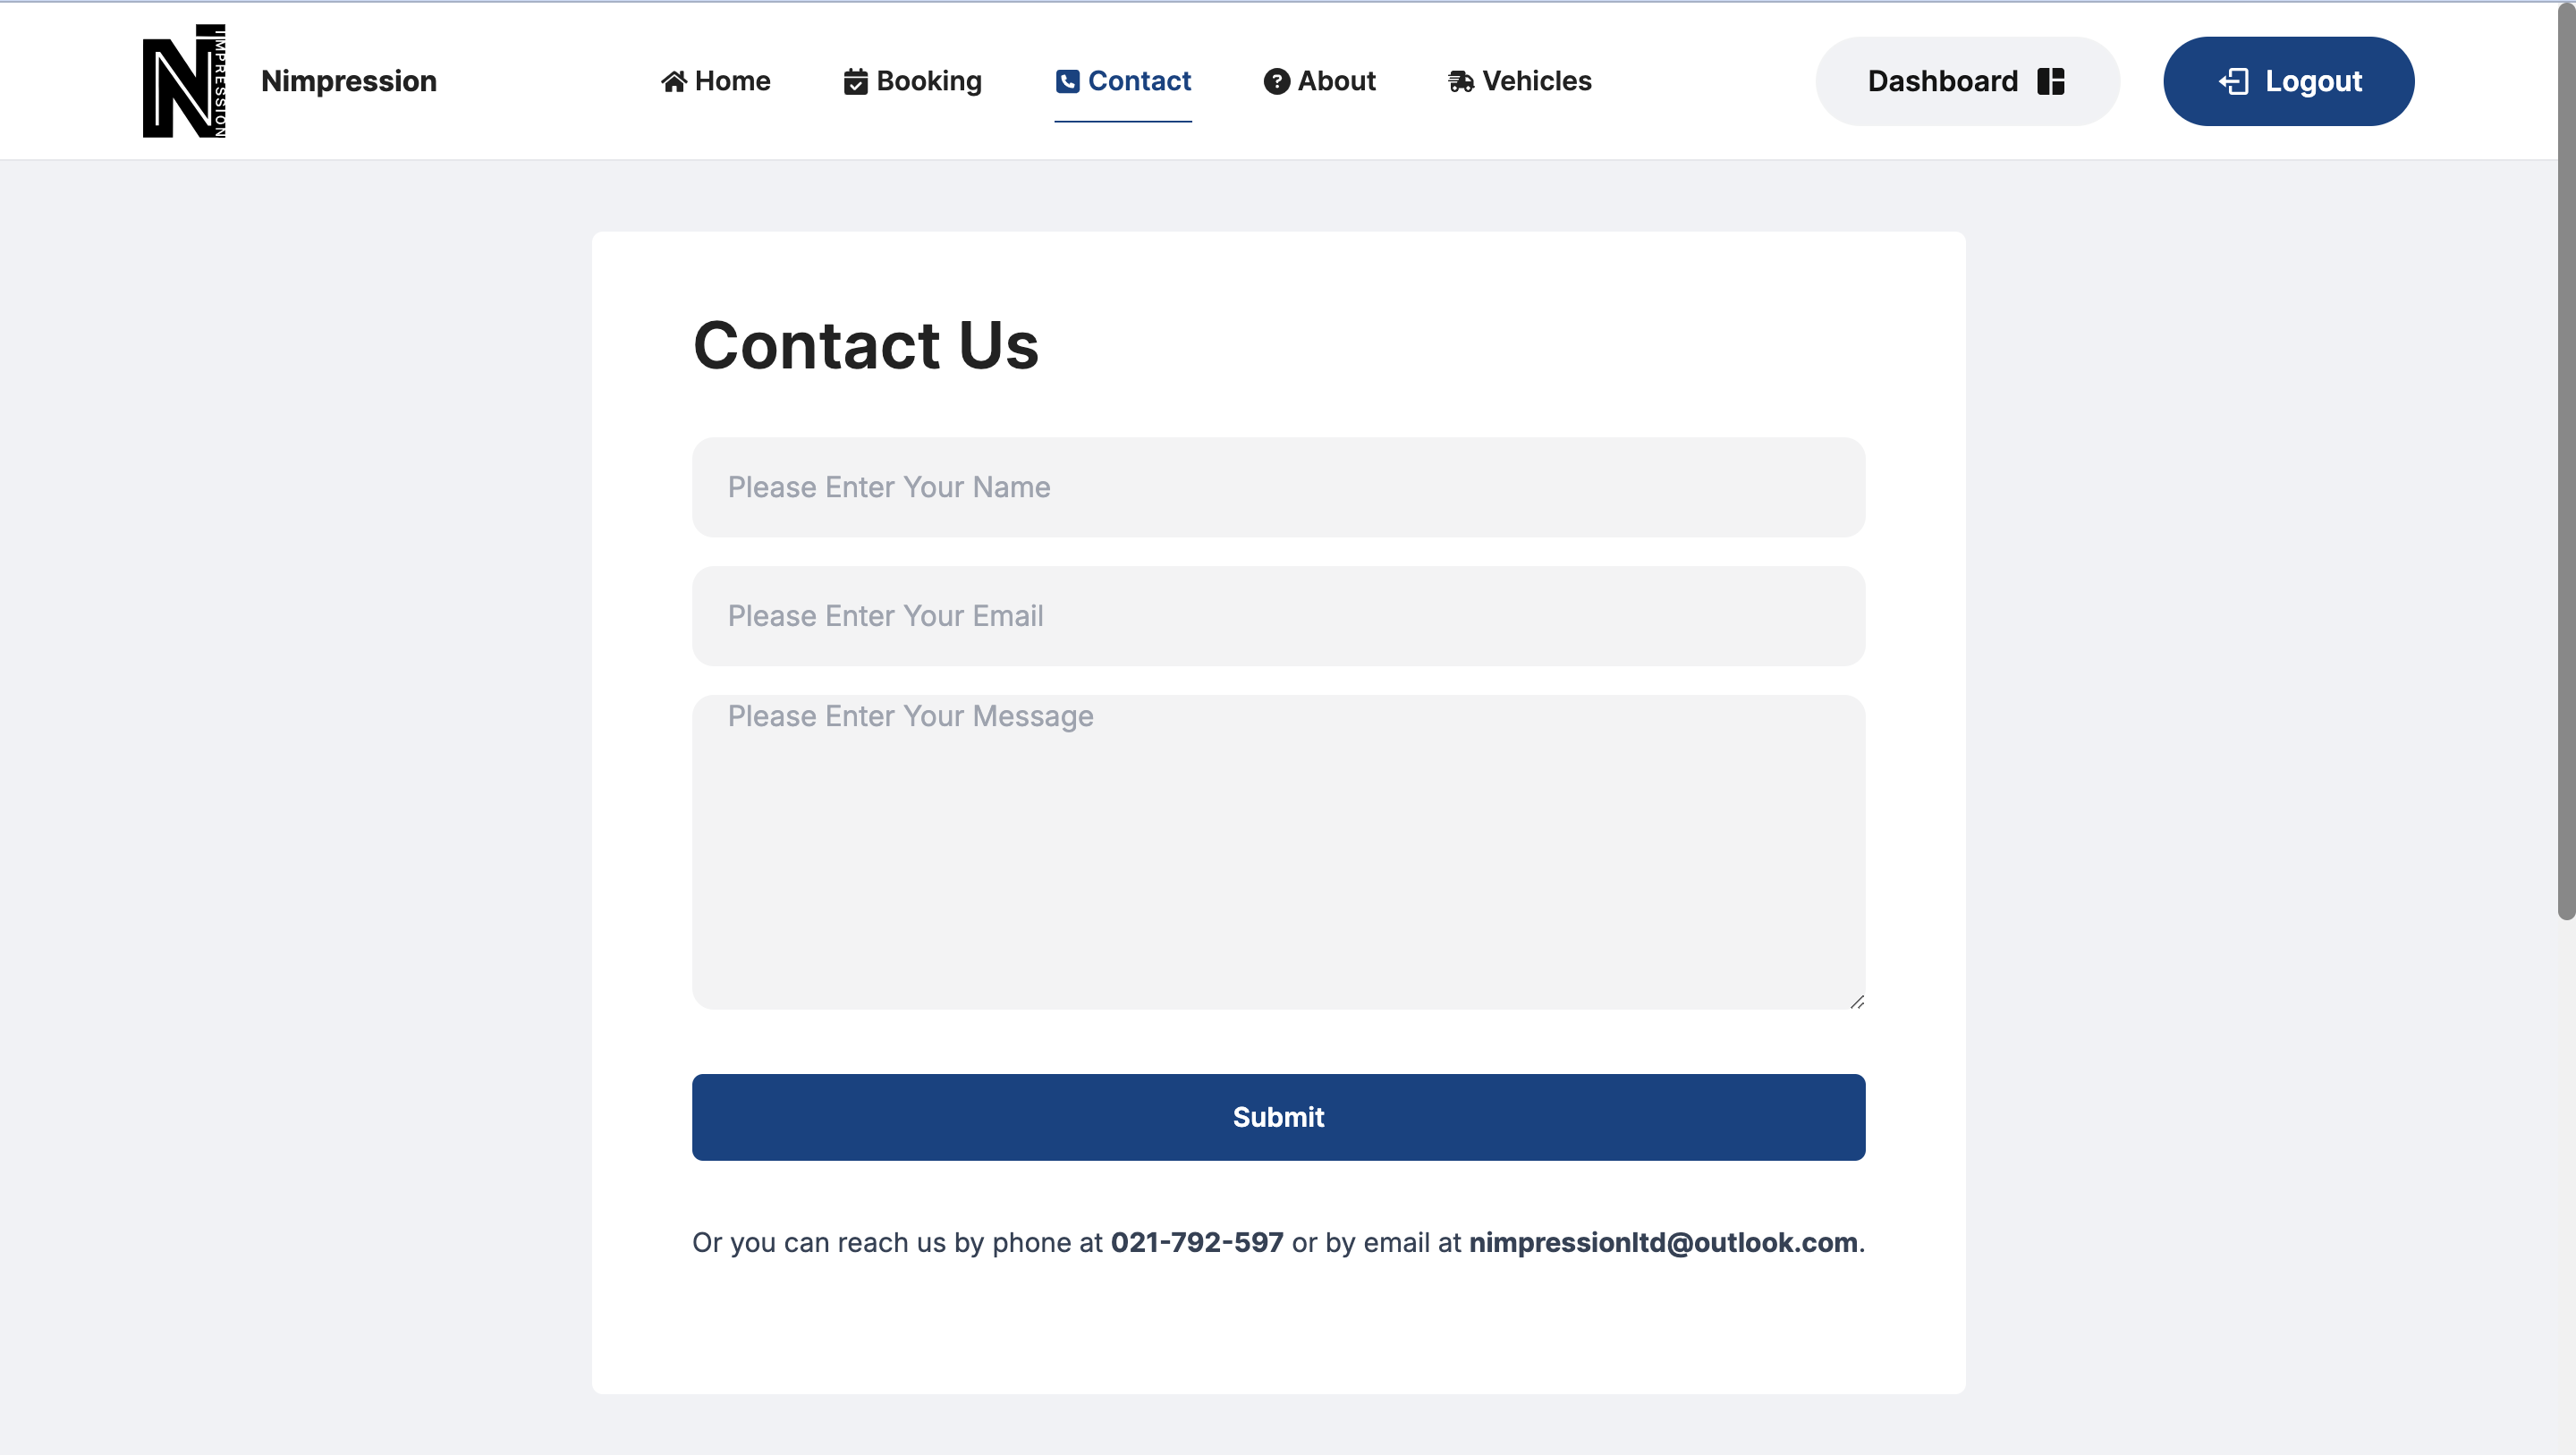 NIMPRESSION
Nimpression
Home
Booking
Contact
About
Vehicles
Dashboard
Logout
Contact Us
Please Enter Your Name
Please Enter Your Email
Please Enter Your Message
Submit
Or you can reach us by phone at 021-792-597 or by email at nimpressionltd@outlook.com.